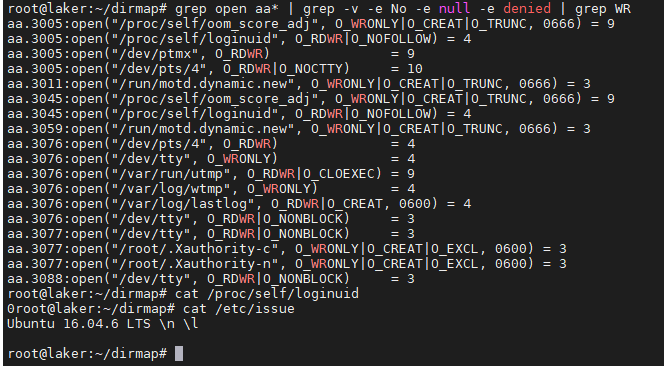 root@laker:~/dirmap# grep open aa* | grep -v -e No -e null -e denied | grep WR
aa.3005:open("/proc/self/oom_score_adj", O_WRONLY|O_CREAT|O_TRUNC, 0666) = 9
aa.3005:open("/proc/self/loginuid", O_RDWR|O_NOFOLLOW) = 4
aa.3005:open("/dev/ptmx", O_RDWR)               = 9
aa.3005:open("/dev/pts/4", O_RDWR|O_NOCTTY)     = 10
aa.3011:open("/run/motd.dynamic.new", O_WRONLY|O_CREAT|O_TRUNC, 0666) = 3
aa.3045:open("/proc/self/oom_score_adj", O_WRONLY|O_CREAT|O_TRUNC, 0666) = 9
aa.3045:open("/proc/self/loginuid", O_RDWR|O_NOFOLLOW) = 4
aa.3059:open("/run/motd.dynamic.new", O_WRONLY|O_CREAT|O_TRUNC, 0666) = 3
aa.3076:open("/dev/pts/4", O_RDWR)              = 4
aa.3076:open("/dev/tty", O_WRONLY)              = 4
aa.3076:open("/var/run/utmp", O_RDWR|O_CLOEXEC) = 9
aa.3076:open("/var/log/wtmp", O_WRONLY)         = 4
aa.3076:open("/var/log/lastlog", O_RDWR|O_CREAT, 0600) = 4
aa.3076:open("/dev/tty", O_RDWR|O_NONBLOCK)     = 3
aa.3077:open("/dev/tty", O_RDWR|O_NONBLOCK)     = 3
aa.3077:open("/root/.Xauthority-c", O_WRONLY|O_CREAT|O_EXCL, 0600) = 3
aa.3077:open("/root/.Xauthority-n", O_WRONLY|O_CREAT|O_EXCL, 0600) = 3
aa.3088:open("/dev/tty", O_RDWR|O_NONBLOCK)     = 3
root@laker:~/dirmap# cat /proc/self/loginuid
0root@laker:~/dirmap# cat /etc/issue
Ubuntu 16.04.6 LTS \n \l
root@laker:~/dirmap#